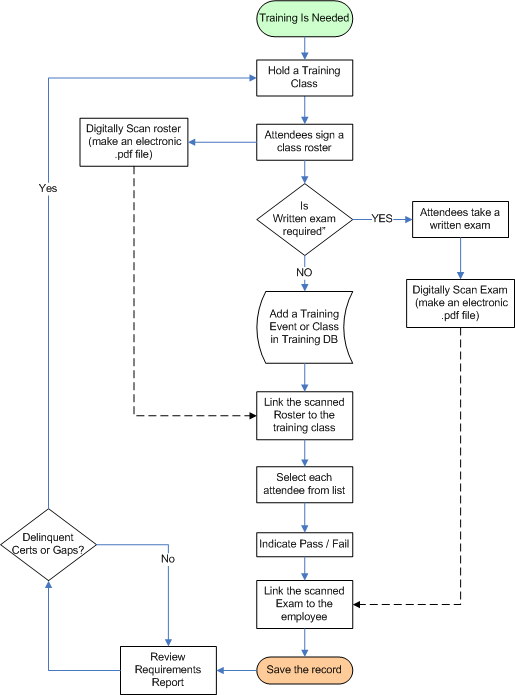 Training Is Needed
Hold a Training
Class
Digitally Scan roster
(make an electronic
.pdf file)
Attendees sign a
class roster
Yes
Is
Written exam
required”
YES
Attendees take a
written exam
NO
Digitally Scan Exam
(make an electronic
.pdf file)
Add a Training
Event or Class
in Training DB
Link the scanned
Roster to the
training class
Select each
attendee from list
Delinquent
Certs or Gaps?
Indicate Pass / Fail
No
Link the scanned
Exam to the
employee
Review
Requirements
Report
Save the record